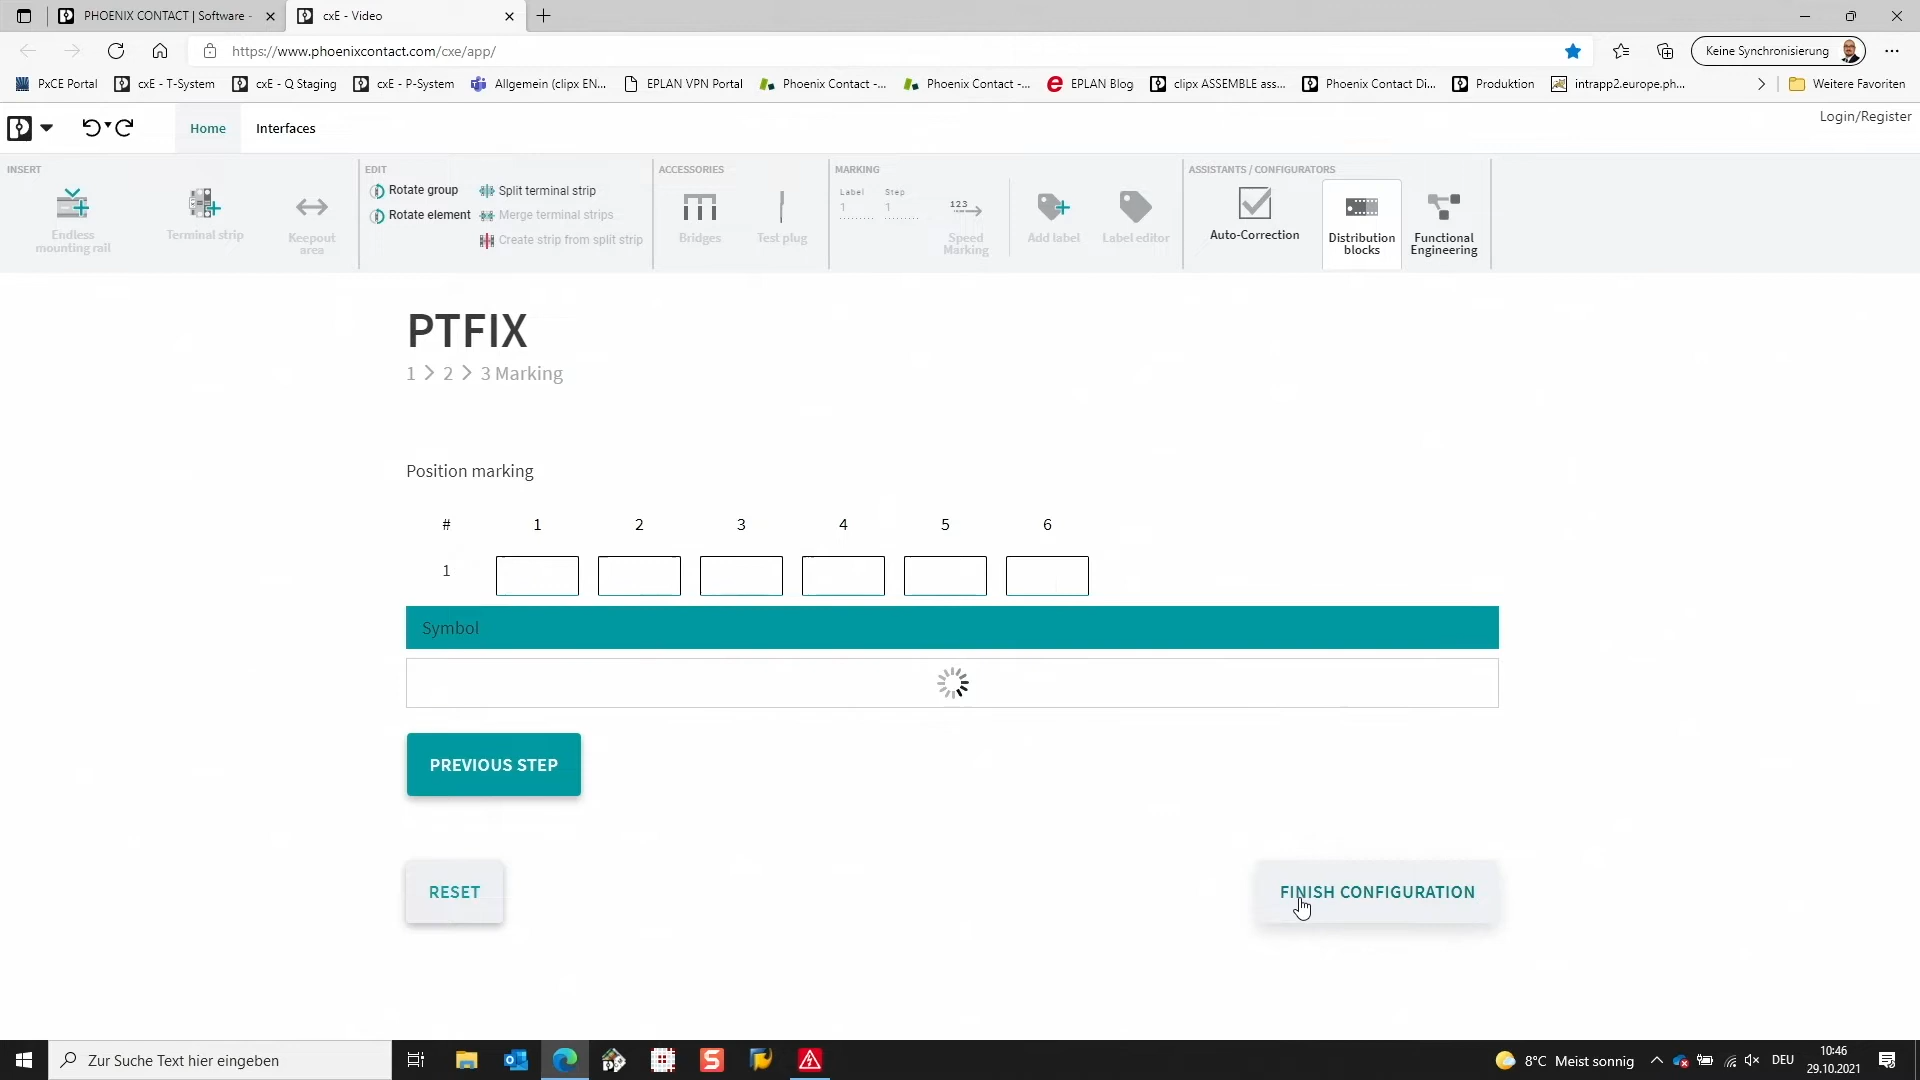 PHOENIX CONTACT | Software -
cxE - Video
https://www.phoenixcontact.com/cxe/app/
Keine Synchronisierung
PxCE Portal
cxE - T-System
cxE - Q Staging
cxE - P-System
Allgemein (clipx EN...
EPLAN VPN Portal
Phoenix Contact -...
Phoenix Contact -...
EPLAN Blog
clipx ASSEMBLE ass...
Phoenix Contact Di...
Produktion
intrapp2.europe.ph...
Weitere Favoriten
Home
Interfaces
Login/Register
INSERT
Endless
mounting rail
Terminal strip
Keepout
area
EDIT
Rotate group
Rotate element
Split terminal strip
Merge terminal strips
Create strip from split strip
ACCESSORIES
Bridges
Test plug
MARKING
Label
1
Step
1
123
Speed
Marking
Add label
Label editor
ASSISTANTS / CONFIGURATORS
Auto-Correction
Distribution
blocks
Functional
Engineering
PTFIX
1 > 2 > 3 Marking
Position marking
# 1 2 3 4 5 6
1
Symbol
PREVIOUS STEP
RESET
FINISH CONFIGURATION
Zur Suche Text hier eingeben
8°C Meist sonnig
DEU
10:46
29.10.2021